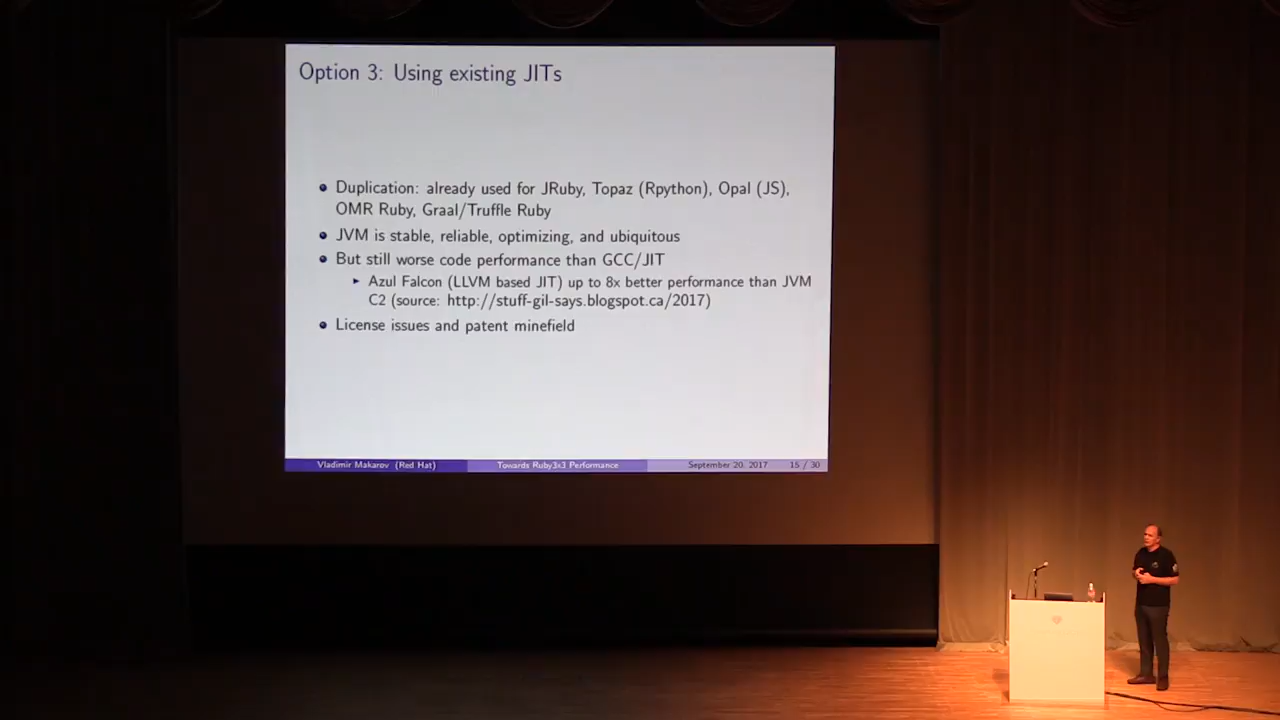 Option 3: Using existing JITs
Duplication: already used for JRuby, Topaz (Rpython), Opal (JS),
OMR Ruby, Graal/Truffle Ruby
JVM is stable, reliable, optimizing, and ubiquitous
But still worse code performance than GCC/JIT
Azul Falcon (LLVM based JIT) up to 8x better performance than JVM
C2 (source: http://stuff-gil-says.blogspot.ca/2017)
License issues and patent minefield
Vladimir Makarov (Red Hat) Towards Ruby3x3 Performance September 20, 2017 15 / 30